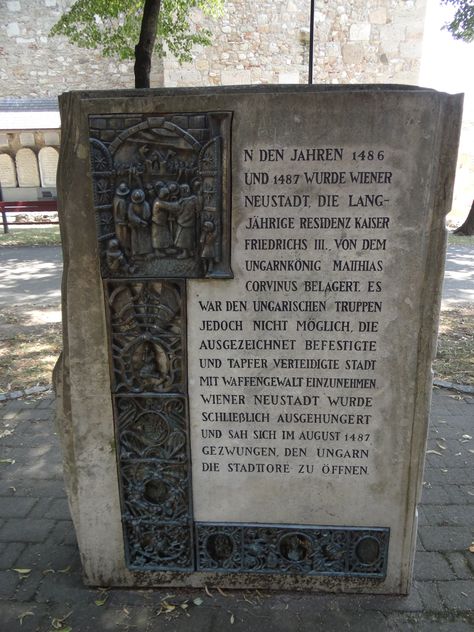 N DEN JAHREN 1486
UND 1487 WURDE WIENER
NEUSTADT, DIE LANG-
JÄHRIGE RESIDENZ KAISER
FRIEDRICHS III., VON DEM
UNGARNKÖNIG MATTHIAS
CORVINUS BELAGERT. ES
WAR DEN UNGARISCHEN TRUPPEN
JEDOCH NICHT MÖGLICH, DIE
AUSGEZEICHNET BEFESTIGTE
UND TAPFER VERTEIDIGTE STADT
MIT WAFFENGEWALT EINZUNEHMEN.
WIENER NEUSTADT WURDE
SCHLIEßLICH AUSGEHUNGERT
UND SAH SICH IM AUGUST 1487
GEZWUNGEN, DEN UNGARN
DIE STADTTORE ZU ÖFFNEN.